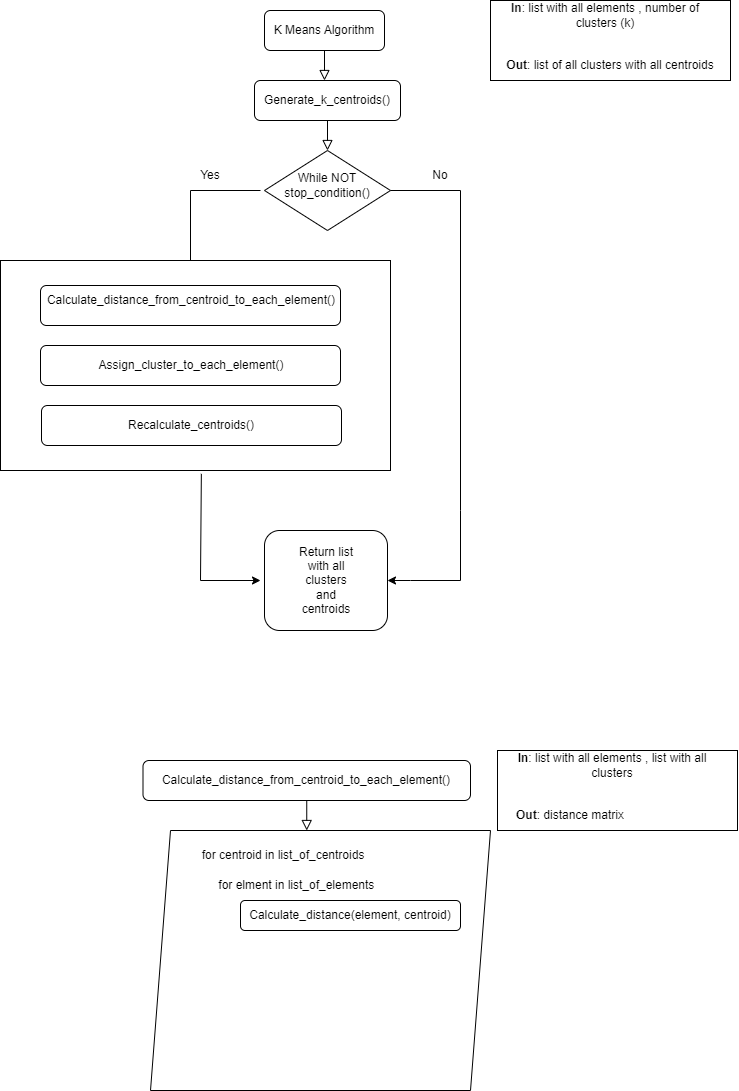 K Means Algorithm
In: list with all elements , number of
clusters (k)
Out: list of all clusters with all centroids
Generate_k_centroids()
While NOT
stop_condition()
Yes
No
Calculate_distance_from_centroid_to_each_element()
Assign_cluster_to_each_element()
Recalculate_centroids()
Return list
with all
clusters
and
centroids
Calculate_distance_from_centroid_to_each_element()
In: list with all elements , list with all
clusters
Out: distance matrix
for centroid in list_of_centroids
for elment in list_of_elements
Calculate_distance(element, centroid)